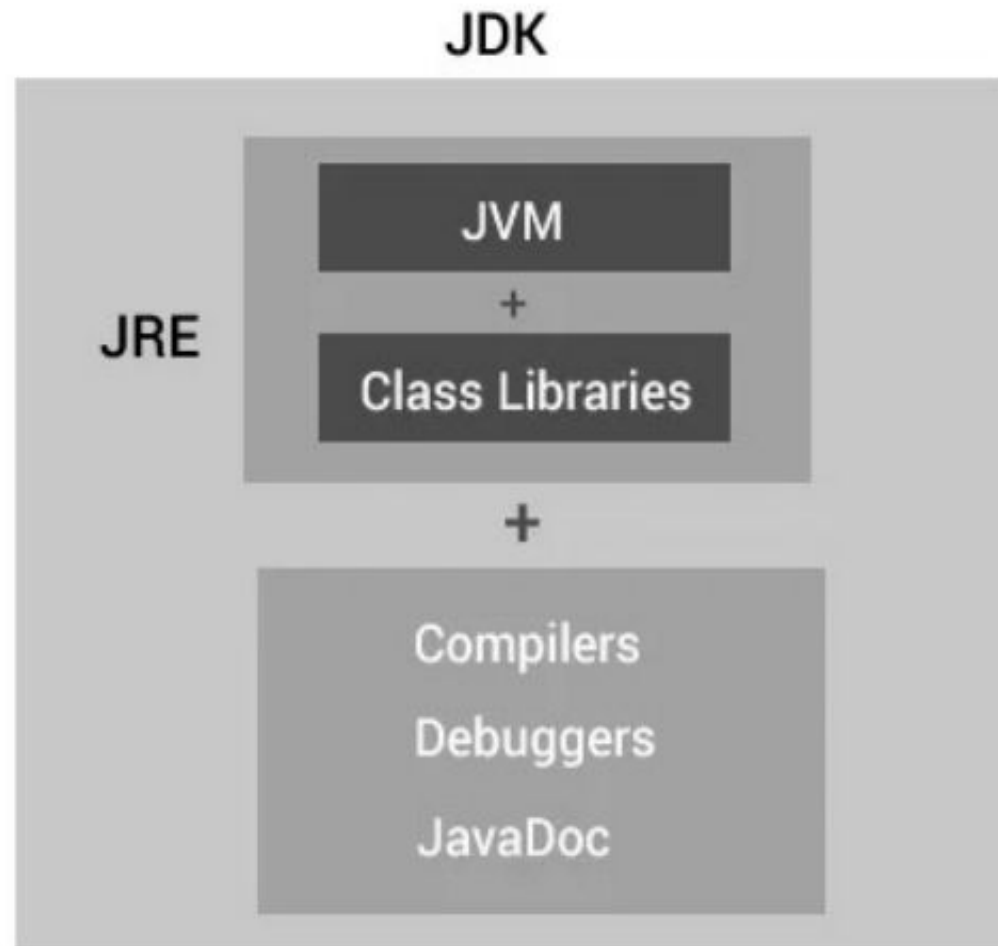 JDK
JVM
+
JRE
Class Libraries
+
Compilers
Debuggers
JavaDoc